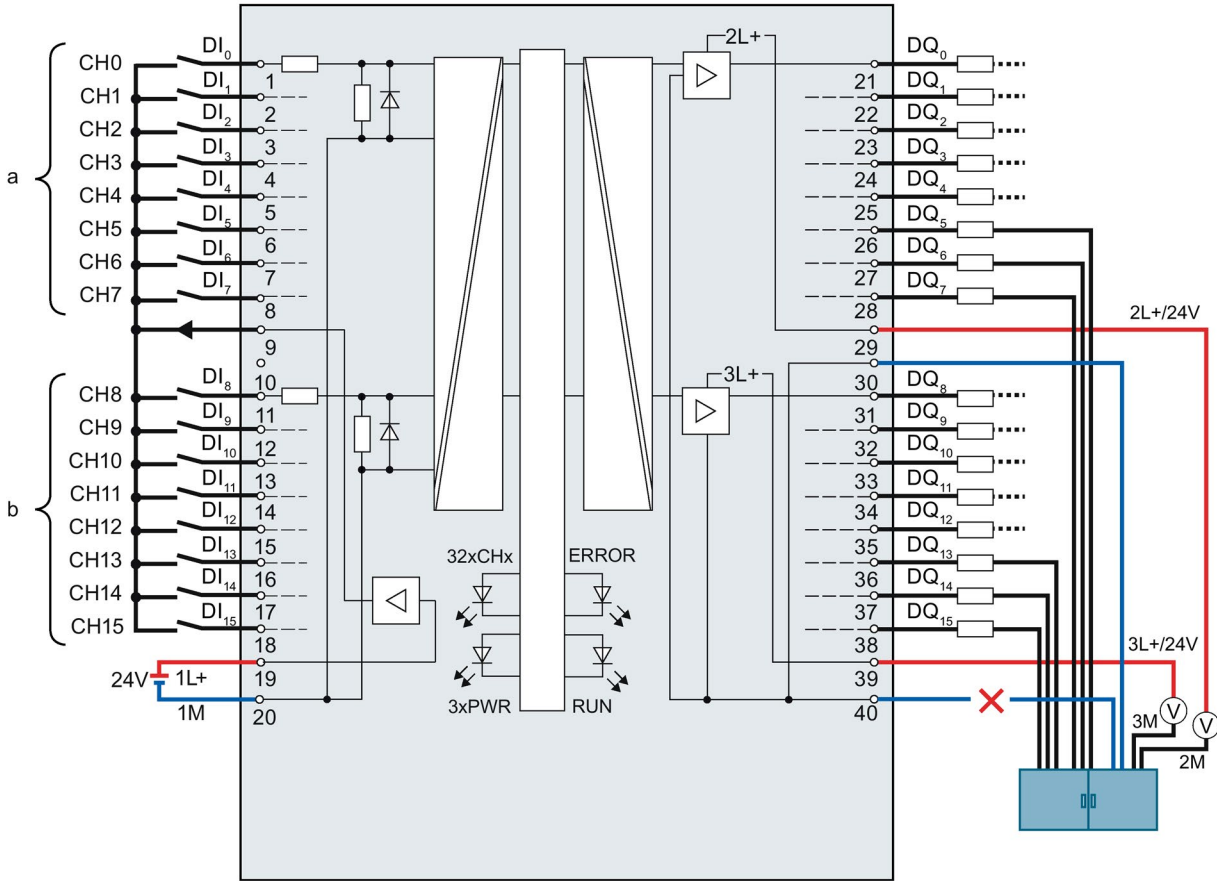 2L+
CH0 DI0 1
CH1 DI1 2
CH2 DI2 3
CH3 DI3 4
a
CH4 DI4 5
CH5 DI5 6
CH6 DI6 7
CH7 DI7 8
9
10
CH8 DI8 11
CH9 DI9 12
CH10 DI10 13
CH11 DI11 14
b
CH12 DI12 15
CH13 DI13 16
CH14 DI14 17
CH15 DI15 18
24V 1L+ 19
1M 20
32xCHx ERROR
3xPWR RUN
DQ0 21
DQ1 22
DQ2 23
DQ3 24
DQ4 25
DQ5 26
DQ6 27
DQ7 28
2L+/24V
29
3L+
30
DQ8 31
DQ9 32
DQ10 33
DQ11 34
DQ12 35
DQ13 36
DQ14 37
DQ15 38
3L+/24V
39
40
3M V
V
2M